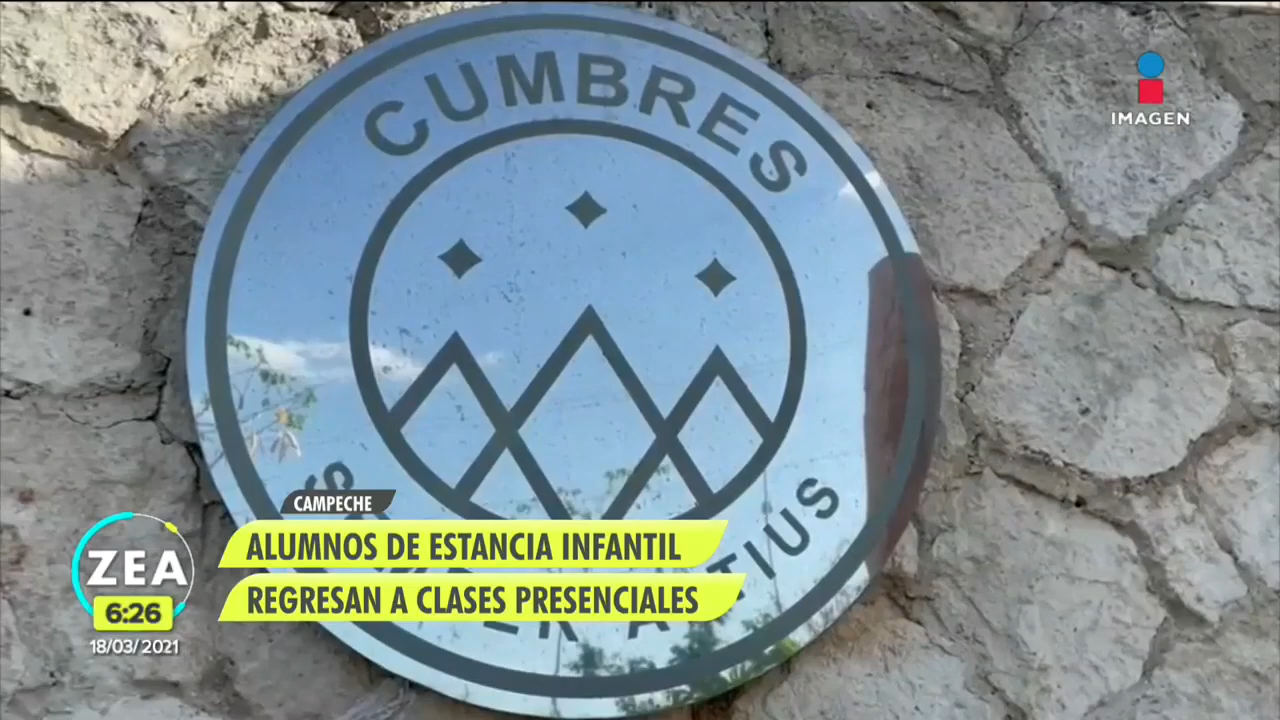 CUMBRES
IMAGEN
CAMPECHE
ALUMNOS DE ESTANCIA INFANTIL
REGRESAN A CLASES PRESENCIALES
ZEA
6:26
18/03/2021